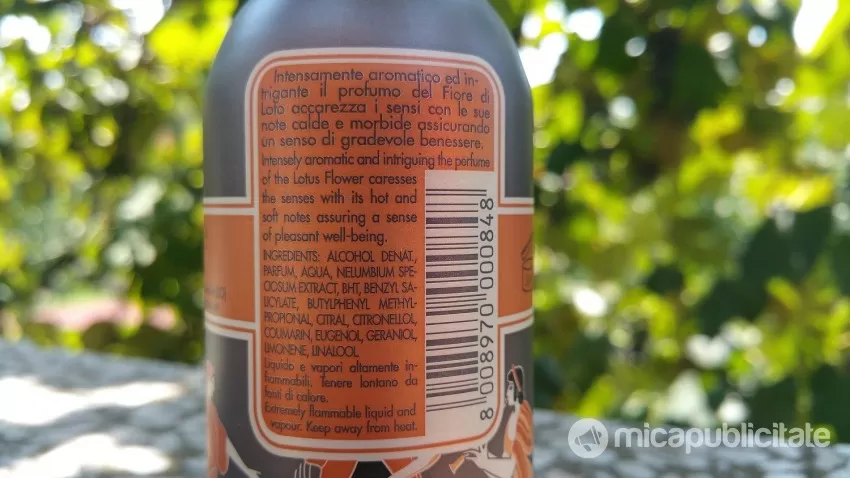 Intensamente aromatico ed in-
trigante il profumo del Fiore di
Loto accarezza i sensi con le sue
note calde e morbide assicurando
un senso di gradevole benessere.
Intensely aromatic and intriguing the perfume
of the Lotus Flower caresses
the senses with its hot and
soft notes assuring a sense
of pleasant well-being.
INGREDIENTS: ALCOHOL DENAT.,
PARFUM, AQUA, NELUMBIUM SPE-
CIOSUM EXTRACT, BHT, BENZYL SA-
LICYLATE, BUTYLPHENYL METHYL-
PROPIONAL, CITRAL, CITRONELLOL,
COUMARIN, EUGENOL, GERANIOL,
LIMONENE, LINALOOL.
Liquido e vapori altamente in-
fiammabili. Tenere lontano da
fonti di calore.
Extremely flammable liquid and
vapour. Keep away from heat.
8 008970 000848
micapublicitate